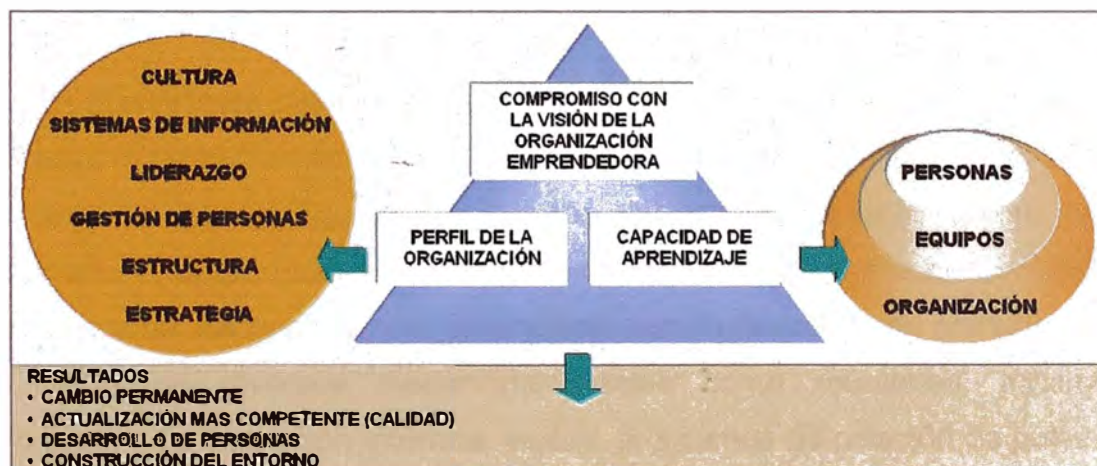 CULTURA
SISTEMAS DE INFORMACIÓN
LIDERAZGO
GESTIÓN DE PERSONAS
ESTRUCTURA
ESTRATEGIA
COMPROMISO CON
LA VISIÓN DE LA
ORGANIZACIÓN
EMPRENDEDORA
PERFIL DE LA
ORGANIZACIÓN
CAPACIDAD DE
APRENDIZAJE
PERSONAS
EQUIPOS
ORGANIZACIÓN
RESULTADOS
• CAMBIO PERMANENTE
• ACTUALIZACIÓN MAS COMPETENTE (CALIDAD)
• DESARROLLO DE PERSONAS
• CONSTRUCCIÓN DEL ENTORNO